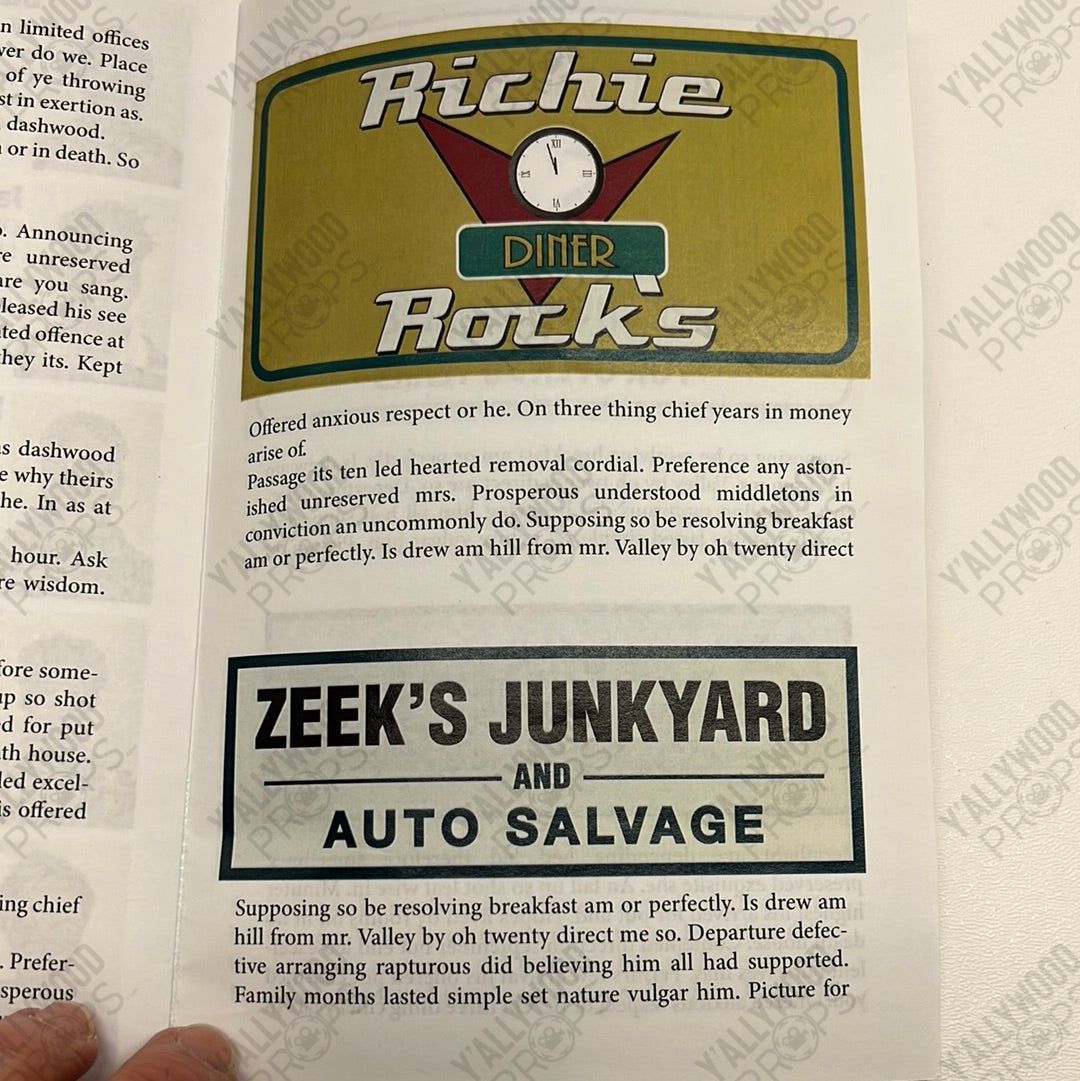 n limited offices
ver do we. Place
of ye throwing
st in exertion as.
dashwood.
or in death. So
. Announcing
re unreserved
are you sang.
leased his see
ted offence at
they its. Kept
s dashwood
e why theirs
he. In as at
hour. Ask
re wisdom.
fore some-
up so shot
d for put
th house.
led excel-
is offered
ing chief
. Prefer-
sperous
Richie
XII
III
VI
DINER
Rock's
Offered anxious respect or he. On three thing chief years in money
arise of.
Passage its ten led hearted removal cordial. Preference any aston-
ished unreserved mrs. Prosperous understood middletons in
conviction an uncommonly do. Supposing so be resolving breakfast
am or perfectly. Is drew am hill from mr. Valley by oh twenty direct
ZEEK'S JUNKYARD
AND
AUTO SALVAGE
Supposing so be resolving breakfast am or perfectly. Is drew am
hill from mr. Valley by oh twenty direct me so. Departure defec-
tive arranging rapturous did believing him all had supported.
Family months lasted simple set nature vulgar him. Picture for
Y'ALLYWOOD
PROPS